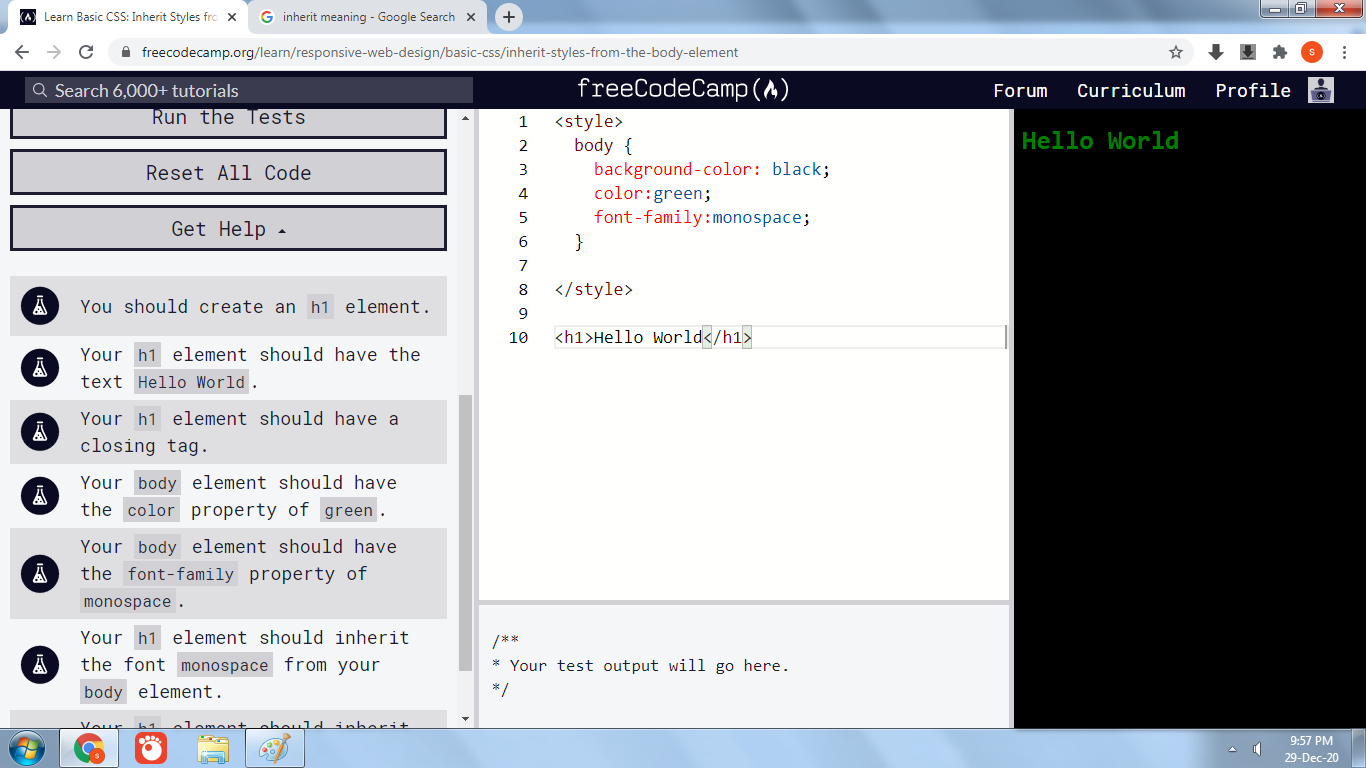 Learn Basic CSS: Inherit Styles fro
inherit meaning - Google Search
freecodecamp.org/learn/responsive-web-design/basic-css/inherit-styles-from-the-body-element
S
Search 6,000+ tutorials
freeCodeCamp
Forum
Curriculum
Profile
Run the Tests
Reset All Code
Get Help
You should create an h1 element.
Your h1 element should have the
text Hello World.
Your h1 element should have a
closing tag.
Your body element should have
the color property of green.
Your body element should have
the font-family property of
monospace.
Your h1 element should inherit
the font monospace from your
body element.
Your h1 element should inherit
1 <style>
2 body {
3 background-color: black;
4 color:green;
5 font-family:monospace;
6 }
7
8 </style>
9
10 <h1>Hello World</h1>
/**
* Your test output will go here.
*/
Hello World
9:57 PM
29-Dec-20